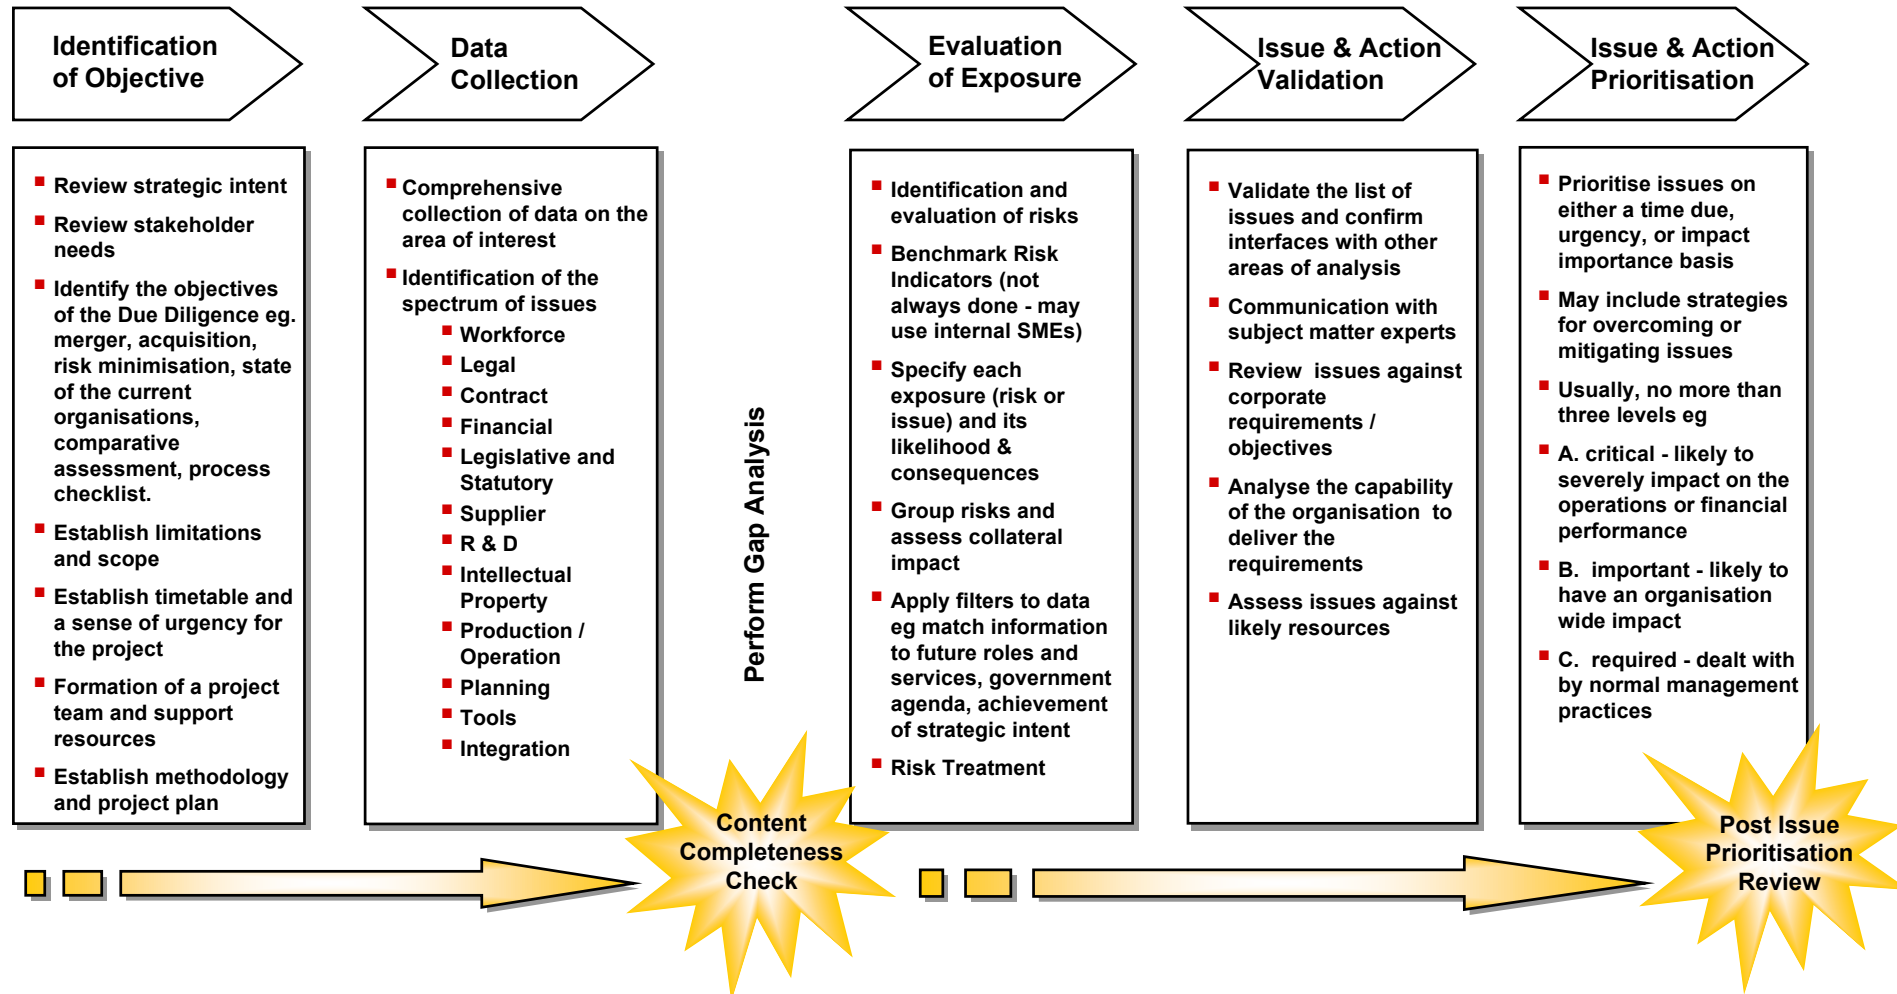 Identification
of Objective
Data
Collection
Evaluation
of Exposure
Issue & Action
Validation
Issue & Action
Prioritisation
Review strategic intent
Review stakeholder
needs
Identify the objectives
of the Due Diligence eg.
merger, acquisition,
risk minimisation, state
of the current
organisations,
comparative
assessment, process
checklist.
Establish limitations
and scope
Establish timetable and
a sense of urgency for
the project
Formation of a project
team and support
resources
Establish methodology
and project plan
Comprehensive
collection of data on the
area of interest
Identification of the
spectrum of issues
Workforce
Legal
Contract
Financial
Legislative and
Statutory
Supplier
R & D
Intellectual
Property
Production /
Operation
Planning
Tools
Integration
Perform Gap Analysis
Identification and
evaluation of risks
Benchmark Risk
Indicators (not
always done - may
use internal SMEs)
Specify each
exposure (risk or
issue) and its
likelihood &
consequences
Group risks and
assess collateral
impact
Apply filters to data
eg match information
to future roles and
services, government
agenda, achievement
of strategic intent
Risk Treatment
Validate the list of
issues and confirm
interfaces with other
areas of analysis
Communication with
subject matter experts
Review issues against
corporate
requirements /
objectives
Analyse the capability
of the organisation to
deliver the
requirements
Assess issues against
likely resources
Prioritise issues on
either a time due,
urgency, or impact
importance basis
May include strategies
for overcoming or
mitigating issues
Usually, no more than
three levels eg
A. critical - likely to
severely impact on the
operations or financial
performance
B. important - likely to
have an organisation
wide impact
C. required - dealt with
by normal management
practices
Content
Completeness
Check
Post Issue
Prioritisation
Review